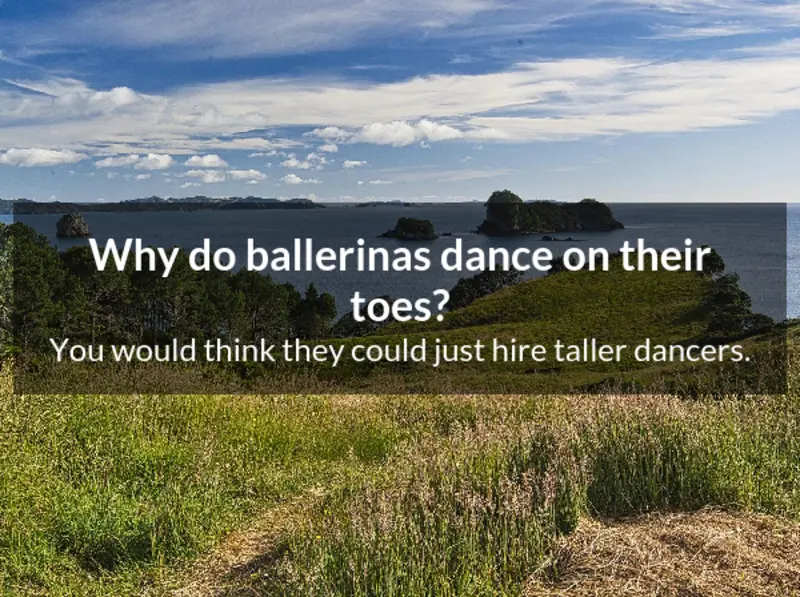 Why do ballerinas dance on their
toes?
You would think they could just hire taller dancers.